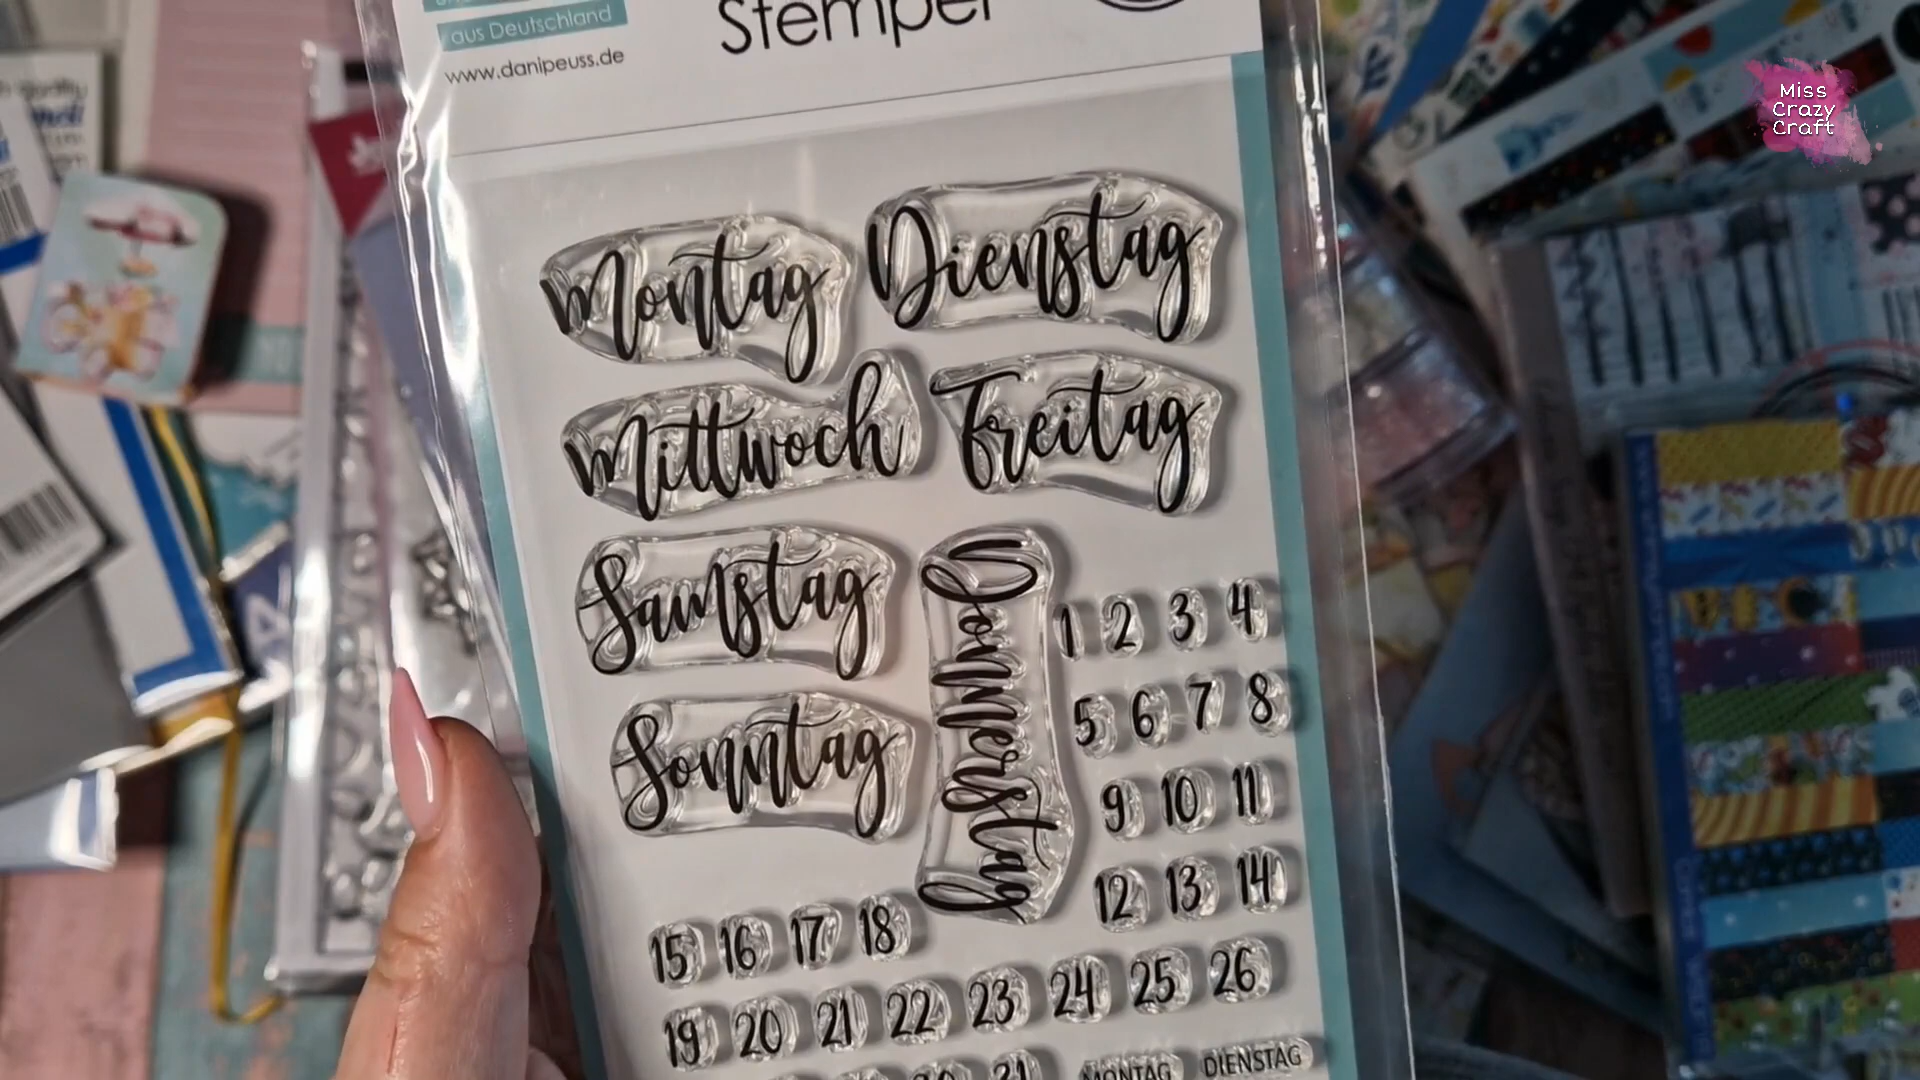 aus Deutschland
www.danipeuss.de
Stempel
Miss
Crazy
Craft
Montag
Dienstag
Mittwoch
Freitag
Samstag
Donnerstag
Sonntag
1 2 3 4
5 6 7 8
9 10 11
12 13 14
15 16 17 18
19 20 21 22 23 24 25 26
30 31
MONTAG DIENSTAG